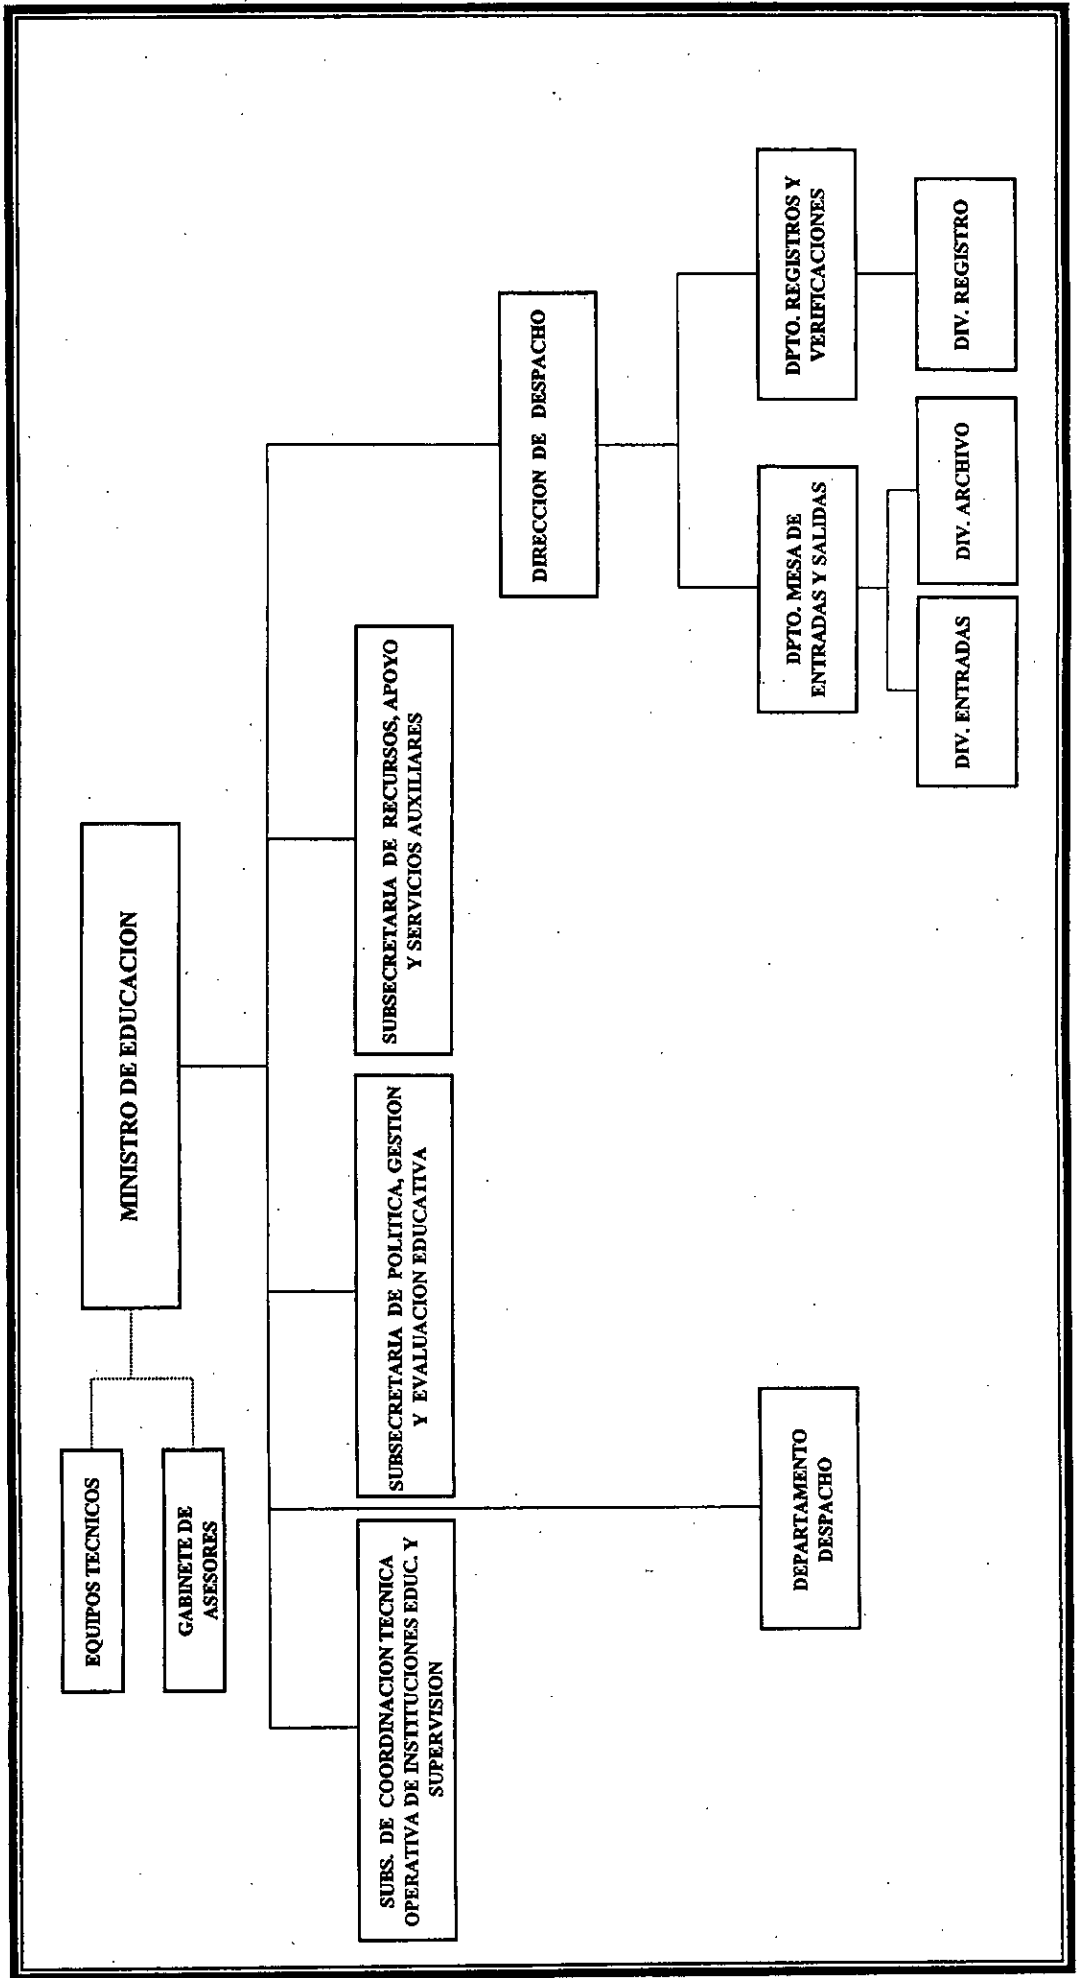 EQUIPOS TECNICOS
GABINETE DE
ASESORES
MINISTRO DE EDUCACION
SUBS. DE COORDINACION TECNICA
OPERATIVA DE INSTITUCIONES EDUC. Y
SUPERVISION
SUBSECRETARIA DE POLITICA, GESTION
Y EVALUACION EDUCATIVA
SUBSECRETARIA DE RECURSOS, APOYO
Y SERVICIOS AUXILIARES
DIRECCION DE DESPACHO
DEPARTAMENTO
DESPACHO
DPTO. MESA DE
ENTRADAS Y SALIDAS
DPTO. REGISTROS Y
VERIFICACIONES
DIV. ENTRADAS
DIV. ARCHIVO
DIV. REGISTRO